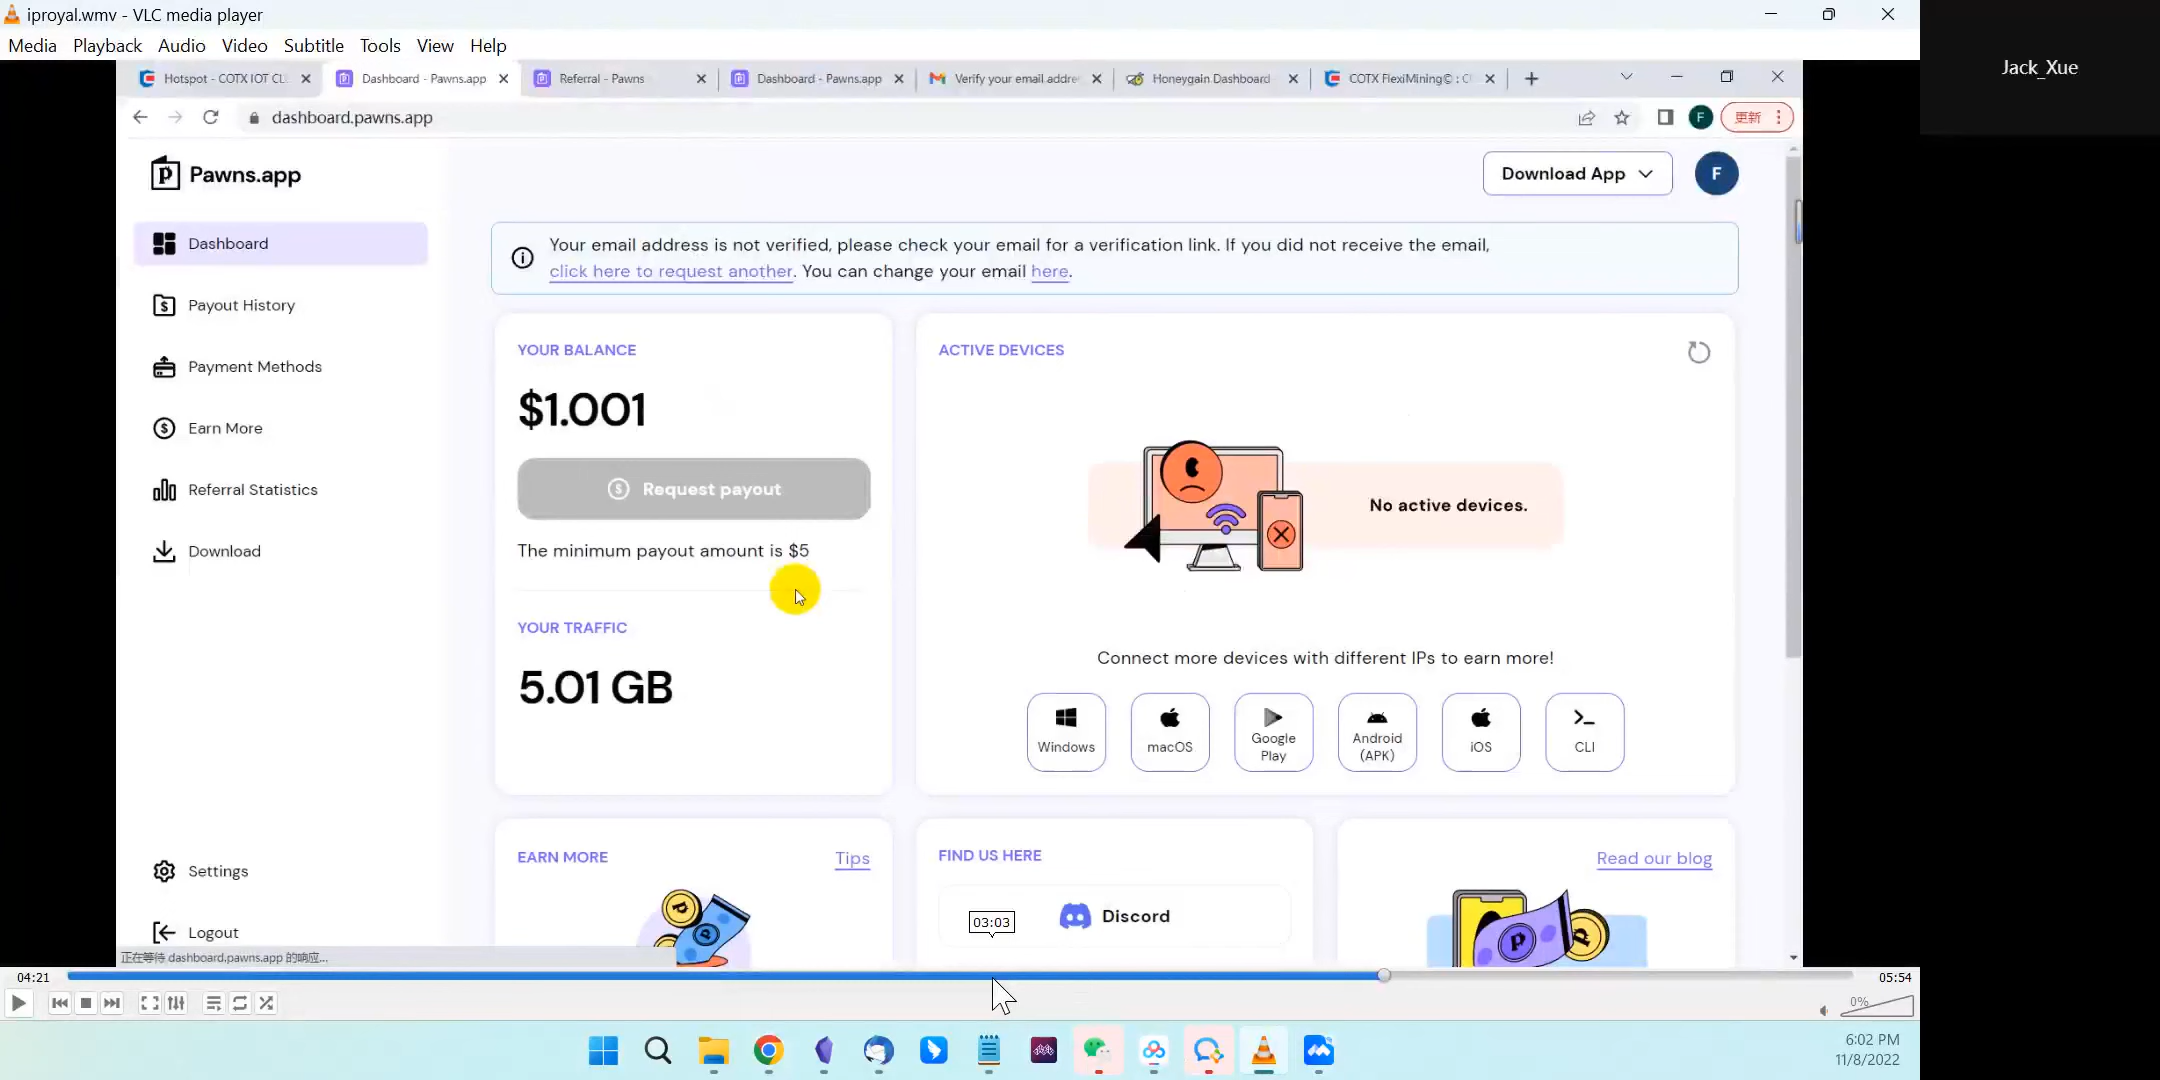 iproyal.wmv - VLC media player
Jack_Xue
Media Playback Audio Video Subtitle Tools View Help
Hotspot - COTX IOT CL
Dashboard - Pawns.app
Referral - Pawns
Dashboard - Pawns.app
Verify your email addre
Honeygain Dashboard
COTX FlexiMining© : C
dashboard.pawns.app
F
更新
Pawns.app
Download App
F
Dashboard
Payout History
Payment Methods
Earn More
Referral Statistics
Download
Settings
Logout
Your email address is not verified, please check your email for a verification link. If you did not receive the email,
click here to request another. You can change your email here.
YOUR BALANCE
$1.001
Request payout
The minimum payout amount is $5
YOUR TRAFFIC
5.01 GB
ACTIVE DEVICES
No active devices.
Connect more devices with different IPs to earn more!
Windows
macOS
Google
Play
Android
(APK)
iOS
CLI
EARN MORE
Tips
FIND US HERE
Discord
Read our blog
03:03
正在等待 dashboard.pawns.app 的响应...
04:21
05:54
0%
6:02 PM
11/8/2022